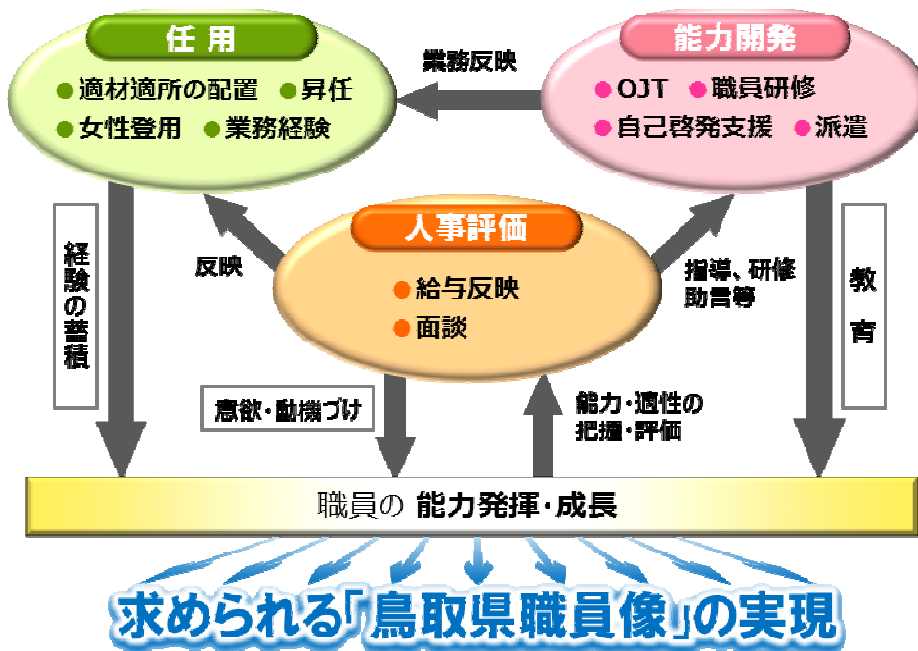 任用
●適材適所の配置 ●昇任
●女性登用 ●業務経験
業務反映
能力開発
●OJT ●職員研修
●自己啓発支援 ●派遣
人事評価
●給与反映
●面談
反映
指導、研修
助言等
経験の蓄積
教育
意欲・動機づけ
能力・適性の
把握・評価
職員の 能力発揮・成長
求められる「鳥取県職員像」の実現